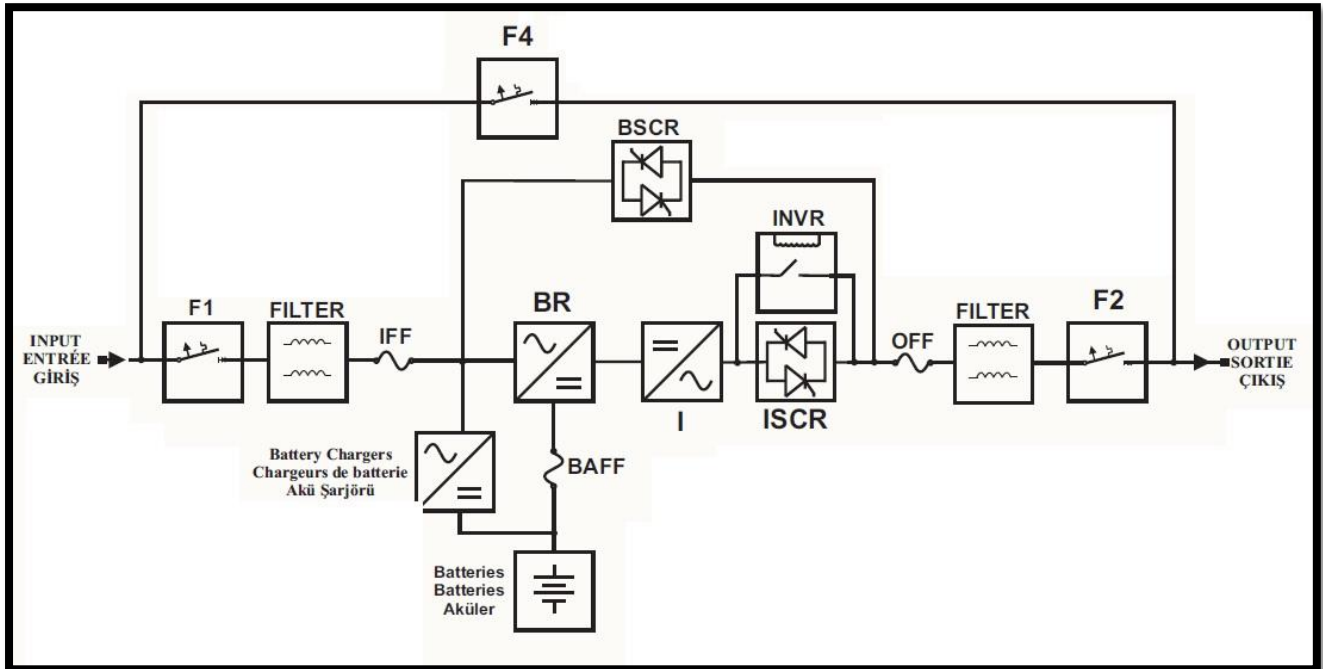 F4
BSCR
INVR
F1
FILTER
IFF
BR
I
ISCR
OFF
FILTER
F2
INPUT
ENTRÉE
GİRİŞ
OUTPUT
SORTIE
ÇIKIŞ
Battery Chargers
Chargeurs de batterie
Akü Şarjörü
BAFF
Batteries
Batteries
Aküler